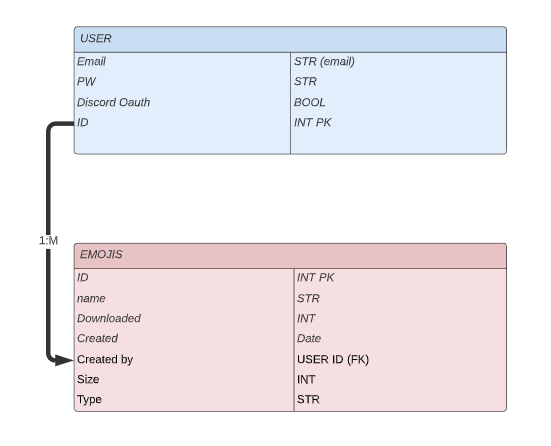 USER
Email STR (email)
PW STR
Discord Oauth BOOL
ID INT PK
1:M
EMOJIS
ID INT PK
name STR
Downloaded INT
Created Date
Created by USER ID (FK)
Size INT
Type STR